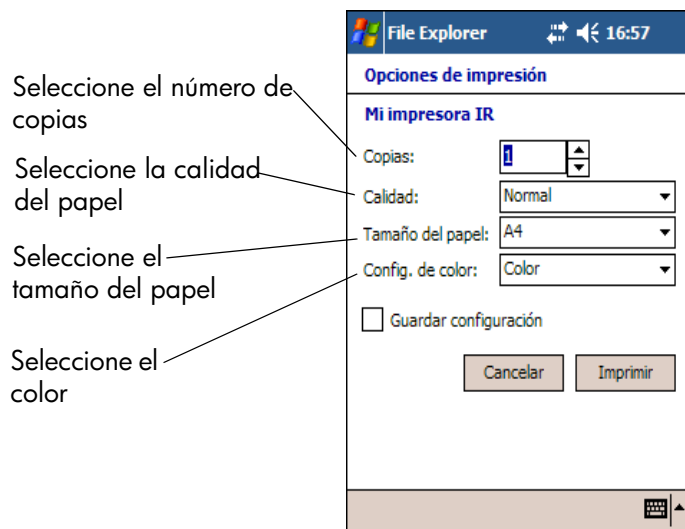 File Explorer 16:57
Opciones de impresión
Mi impresora IR
Seleccione el número de
copias
Copias: 1
Seleccione la calidad
del papel
Calidad: Normal
Tamaño del papel: A4
Seleccione el
tamaño del papel
Config. de color: Color
Guardar configuración
Seleccione el
color
Cancelar Imprimir